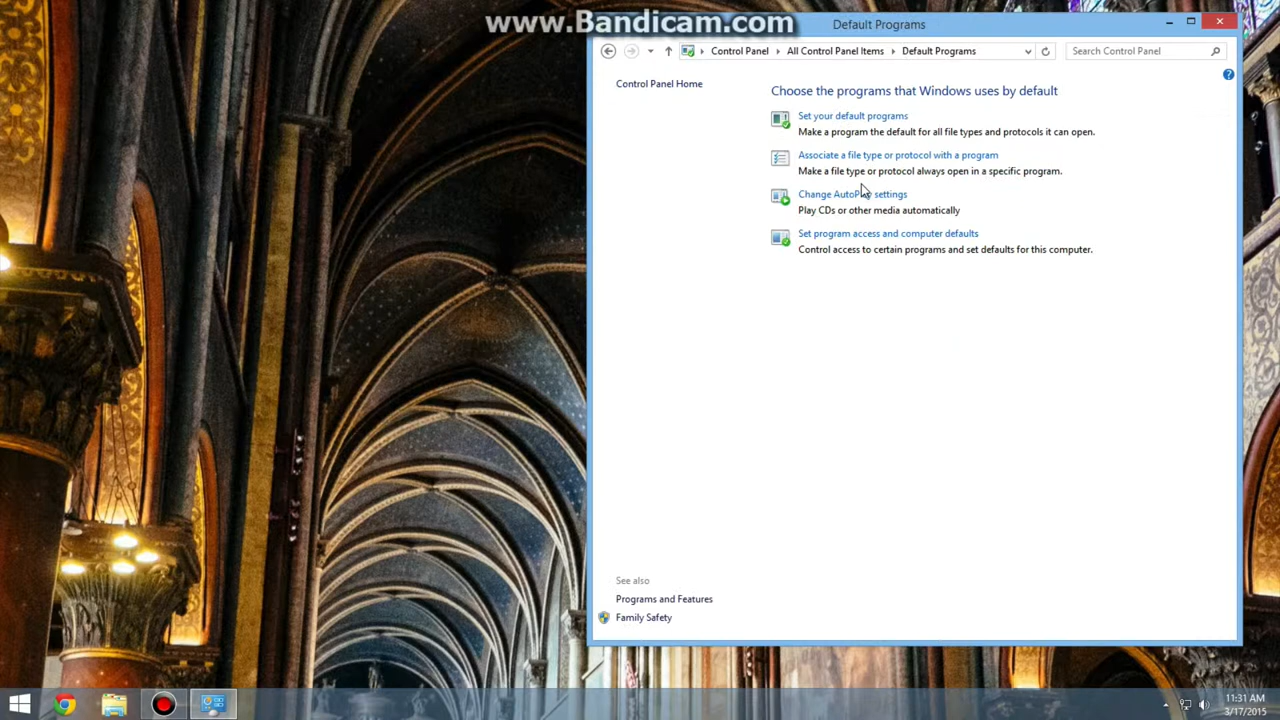 www.Bandicam.com
Default Programs
Control Panel
All Control Panel Items
Default Programs
Search Control Panel
Control Panel Home
Choose the programs that Windows uses by default
Set your default programs
Make a program the default for all file types and protocols it can open.
Associate a file type or protocol with a program
Make a file type or protocol always open in a specific program.
Change AutoPlay settings
Play CDs or other media automatically
Set program access and computer defaults
Control access to certain programs and set defaults for this computer.
See also
Programs and Features
Family Safety
11:31 AM
3/17/2015